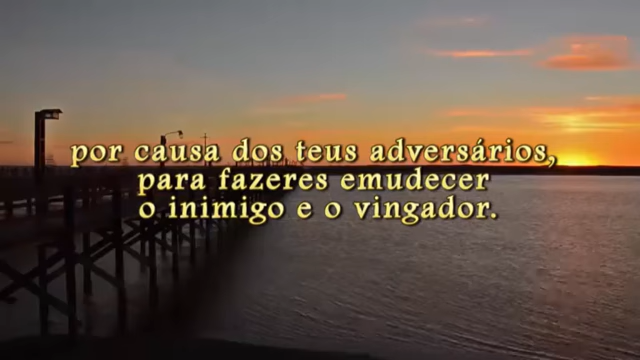 por causa dos teus adversários,
para fazeres emudecer
o inimigo e o vingador.